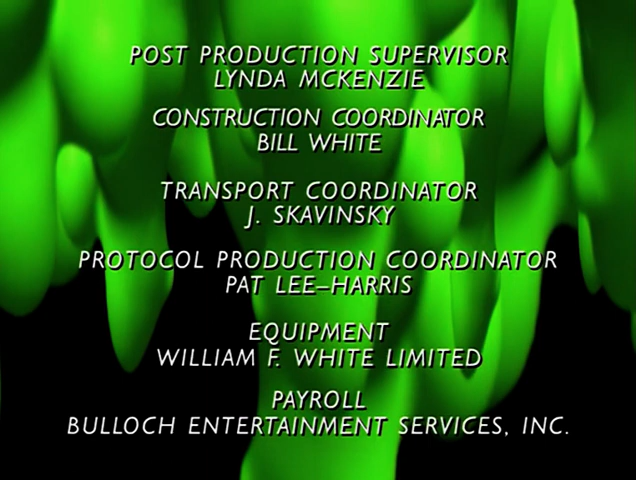 POST PRODUCTION SUPERVISOR
LYNDA MCKENZIE
CONSTRUCTION COORDINATOR
BILL WHITE
TRANSPORT COORDINATOR
J. SKAVINSKY
PROTOCOL PRODUCTION COORDINATOR
PAT LEE–HARRIS
EQUIPMENT
WILLIAM F. WHITE LIMITED
PAYROLL
BULLOCH ENTERTAINMENT SERVICES, INC.